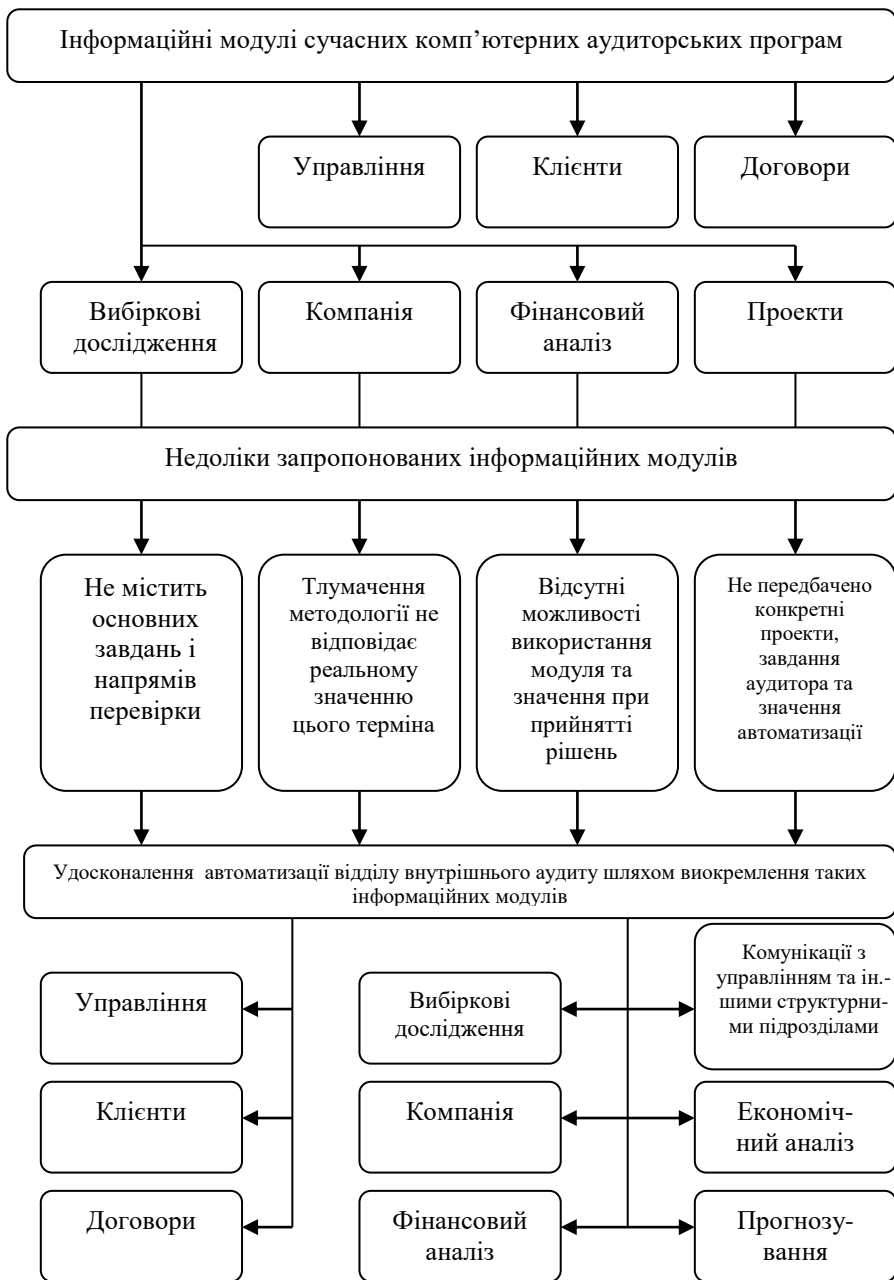 Інформаційні модулі сучасних комп’ютерних аудиторських програм
Управління
Клієнти
Договори
Вибіркові
дослідження
Компанія
Фінансовий
аналіз
Проекти
Недоліки запропонованих інформаційних модулів
Не містить
основних
завдань і
напрямів
перевірки
Тлумачення
методології не
відповідає
реальному
значенню
цього терміна
Відсутні
можливості
використання
модуля та
значення при
прийнятті
рішень
Не передбачено
конкретні
проекти,
завдання
аудитора та
значення
автоматизації
Удосконалення автоматизації відділу внутрішнього аудиту шляхом виокремлення таких
інформаційних модулів
Управління
Вибіркові
дослідження
Комунікації з
управлінням та ін.-
шими структурни-
ми підрозділами
Клієнти
Компанія
Економіч-
ний аналіз
Договори
Фінансовий
аналіз
Прогнозу-
вання